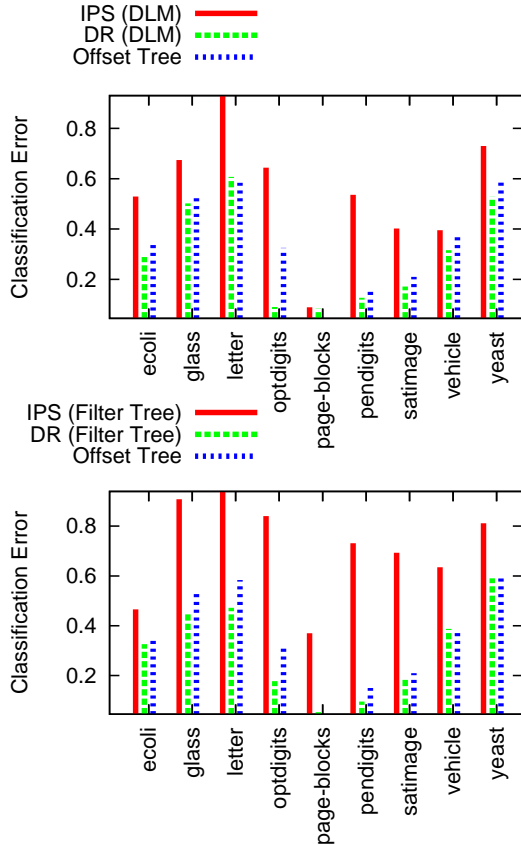 IPS (DLM)
DR (DLM)
Offset Tree
Classification Error
0.8
0.6
0.4
0.2
ecoli
glass
letter
optdigits
page-blocks
pendigits
satimage
vehicle
yeast
IPS (Filter Tree)
DR (Filter Tree)
Offset Tree
Classification Error
0.8
0.6
0.4
0.2
ecoli
glass
letter
optdigits
page-blocks
pendigits
satimage
vehicle
yeast